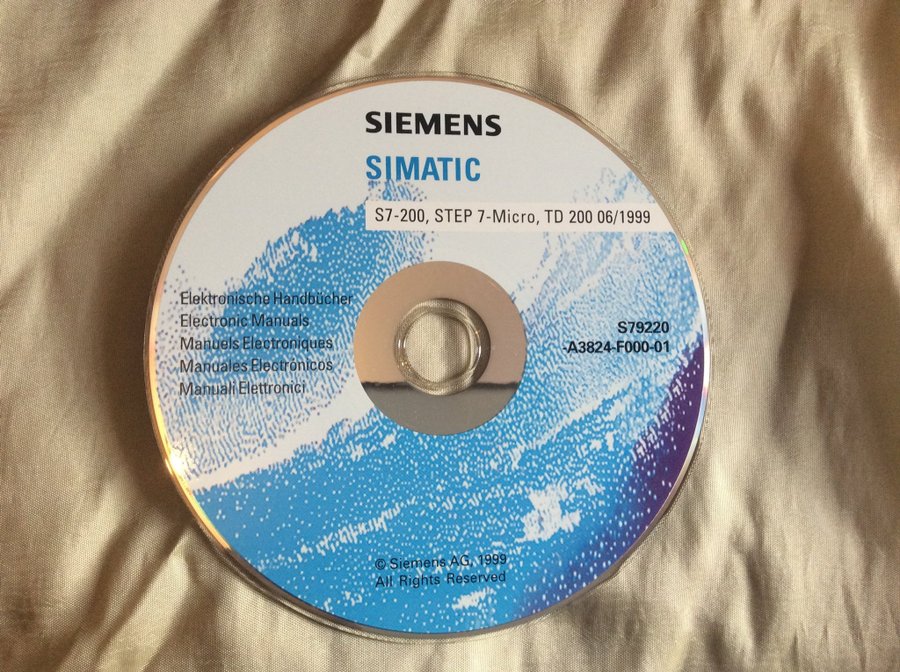 SIEMENS
SIMATIC
S7-200, STEP 7-Micro, TD 200 06/1999
Elektronische Handbücher
Electronic Manuals
Manuels Electroniques
Manuales Electrónicos
Manuali Elettronici
S79220
-A3824-F000-01
© Siemens AG, 1999
All Rights Reserved